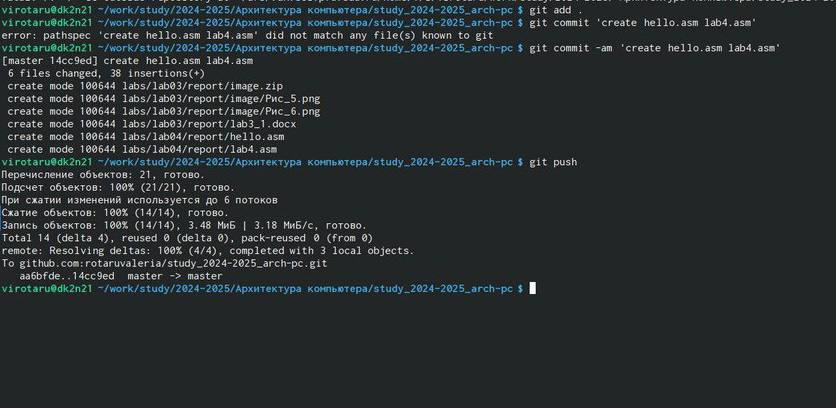 virotaru@dk2n21 ~/work/study/2024-2025/Архитектура компьютера/study_2024-2025_arch-pc $ git add .
virotaru@dk2n21 ~/work/study/2024-2025/Архитектура компьютера/study_2024-2025_arch-pc $ git commit 'create hello.asm lab4.asm'
error: pathspec 'create hello.asm lab4.asm' did not match any file(s) known to git
virotaru@dk2n21 ~/work/study/2024-2025/Архитектура компьютера/study_2024-2025_arch-pc $ git commit -am 'create hello.asm lab4.asm'
[master 14cc9ed] create hello.asm lab4.asm
 6 files changed, 38 insertions(+)
 create mode 100644 labs/lab03/report/image.zip
 create mode 100644 labs/lab03/report/image/Рис_5.png
 create mode 100644 labs/lab03/report/image/Рис_6.png
 create mode 100644 labs/lab03/report/lab3_1.docx
 create mode 100644 labs/lab04/report/hello.asm
 create mode 100644 labs/lab04/report/lab4.asm
virotaru@dk2n21 ~/work/study/2024-2025/Архитектура компьютера/study_2024-2025_arch-pc $ git push
Перечисление объектов: 21, готово.
Подсчет объектов: 100% (21/21), готово.
При сжатии изменений используется до 6 потоков
Сжатие объектов: 100% (14/14), готово.
Запись объектов: 100% (14/14), 3.48 МиБ | 3.18 МиБ/с, готово.
Total 14 (delta 4), reused 0 (delta 0), pack-reused 0 (from 0)
remote: Resolving deltas: 100% (4/4), completed with 3 local objects.
To github.com:rotaruvaleria/study_2024-2025_arch-pc.git
   aa6bfde..14cc9ed  master -> master
virotaru@dk2n21 ~/work/study/2024-2025/Архитектура компьютера/study_2024-2025_arch-pc $